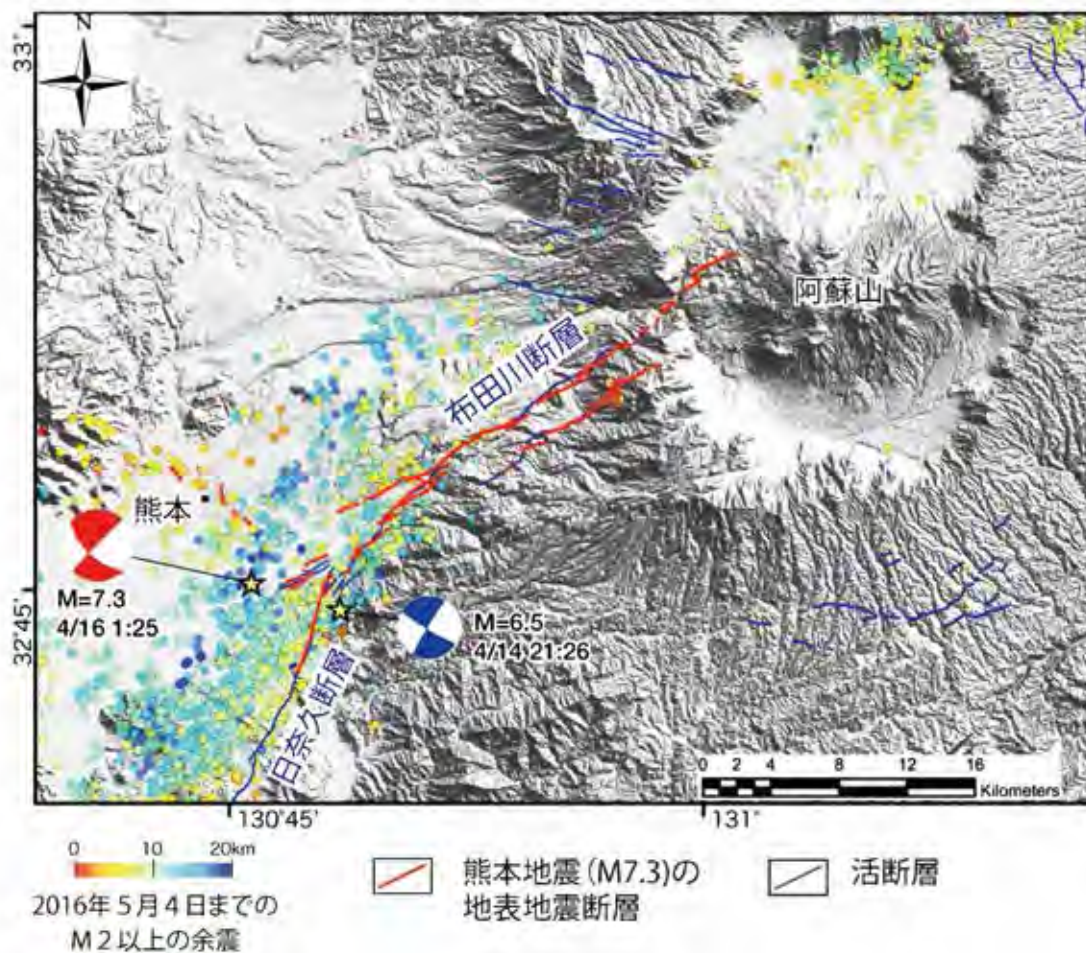 N
33°
阿蘇山
布田川断層
熊本
M=7.3
4/16 1:25
M=6.5
4/14 21:26
32°45'
日奈久断層
0 2 4 8 12 16
Kilometers
130°45'
131°
0 10 20km
2016年5月4日までの
M2以上の余震
熊本地震(M7.3)の
地表地震断層
活断層